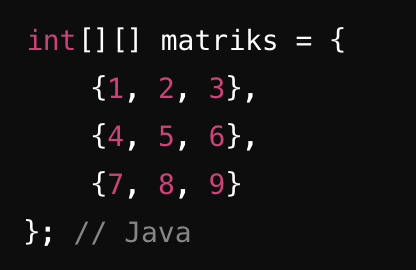 int[][] matriks = {
    {1, 2, 3},
    {4, 5, 6},
    {7, 8, 9}
}; // Java